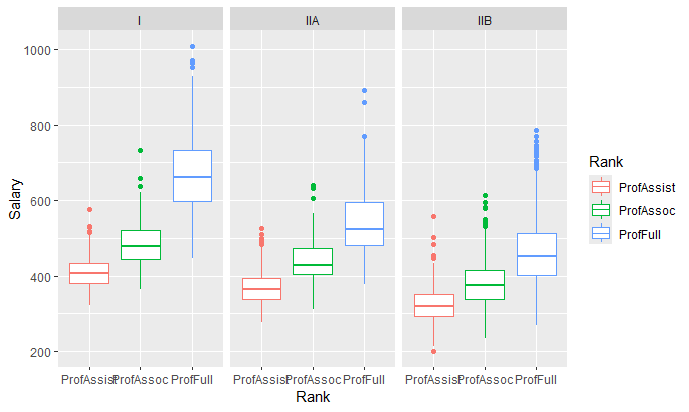 I IIA IIB
1000
800
600
400
200
Salary
ProfAssist ProfAssoc ProfFull ProfAssist ProfAssoc ProfFull ProfAssist ProfAssoc ProfFull
Rank
Rank
ProfAssist
ProfAssoc
ProfFull